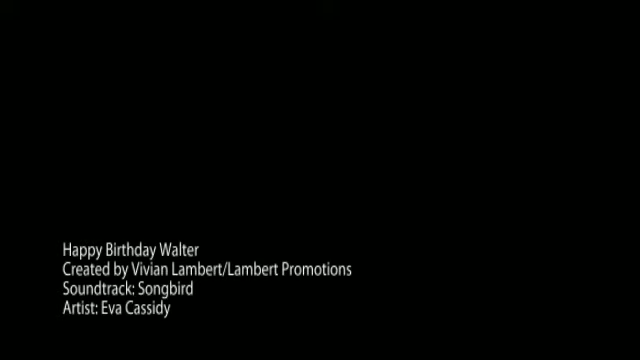 Happy Birthday Walter
Created by Vivian Lambert/Lambert Promotions
Soundtrack: Songbird
Artist: Eva Cassidy